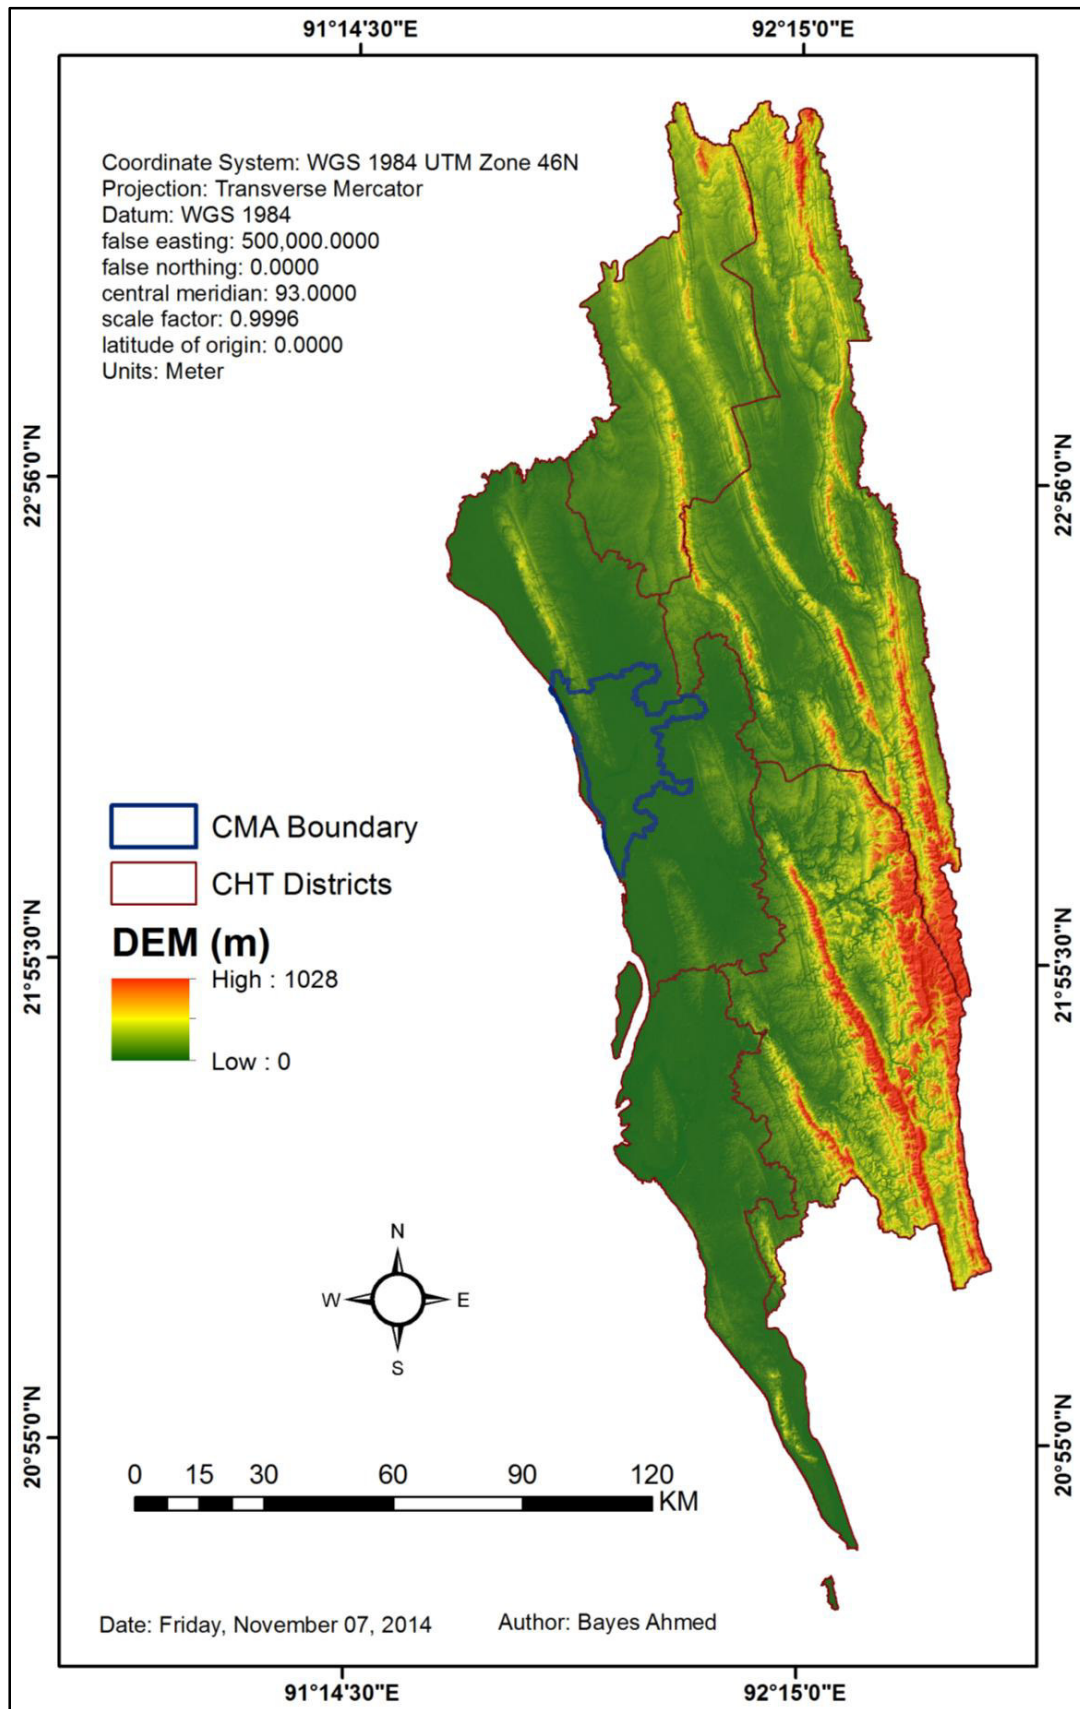 91°14'30"E 92°15'0"E
Coordinate System: WGS 1984 UTM Zone 46N
Projection: Transverse Mercator
Datum: WGS 1984
false easting: 500,000.0000
false northing: 0.0000
central meridian: 93.0000
scale factor: 0.9996
latitude of origin: 0.0000
Units: Meter
22°56'0"N
22°56'0"N
CMA Boundary
CHT Districts
DEM (m)
High : 1028
Low : 0
21°55'30"N
21°55'30"N
N
W E
S
20°55'0"N
20°55'0"N
0 15 30 60 90 120
KM
Date: Friday, November 07, 2014 Author: Bayes Ahmed
91°14'30"E 92°15'0"E